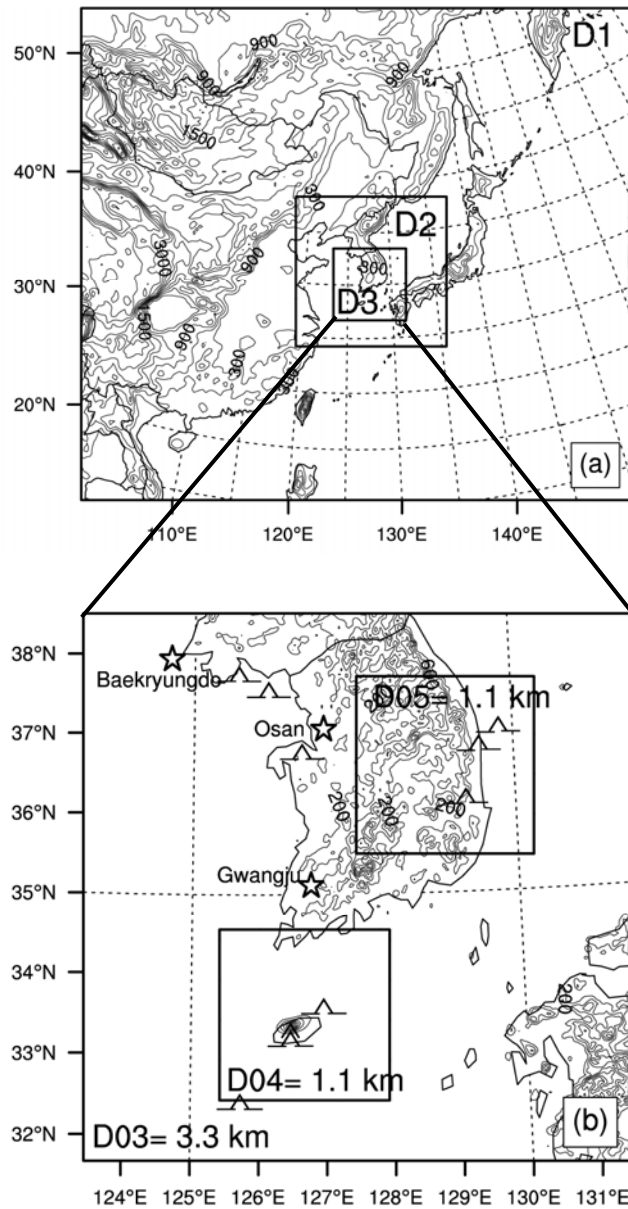 50°N
40°N
30°N
20°N
900
900
900
D1
1500
300
D2
3000
900
300
D3
1500
900
300
300
(a)
110°E 120°E 130°E 140°E
38°N
37°N
36°N
35°N
34°N
33°N
32°N
Baekryungdo
600
D05= 1.1 km
Osan
200
200
200
Gwangju
200
D04= 1.1 km
D03= 3.3 km
(b)
124°E 125°E 126°E 127°E 128°E 129°E 130°E 131°E